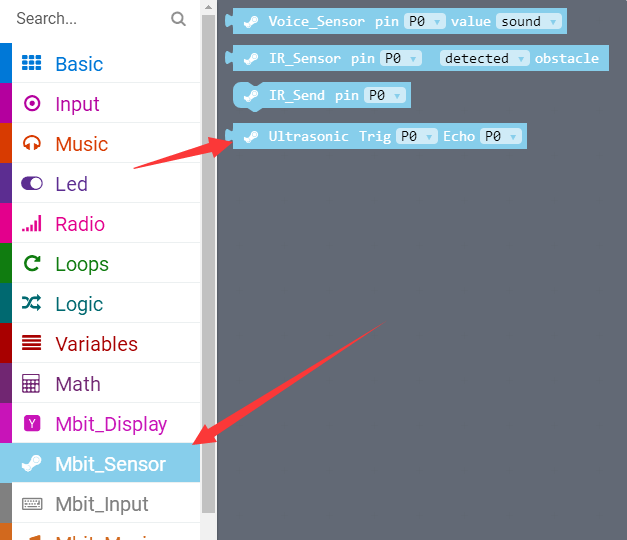 Search...
Basic
Input
Music
Led
Radio
Loops
Logic
Variables
Math
Y Mbit_Display
Mbit_Sensor
Mbit_Input
Voice_Sensor pin P0 value sound
IR_Sensor pin P0 detected obstacle
IR_Send pin P0
Ultrasonic Trig P0 Echo P0